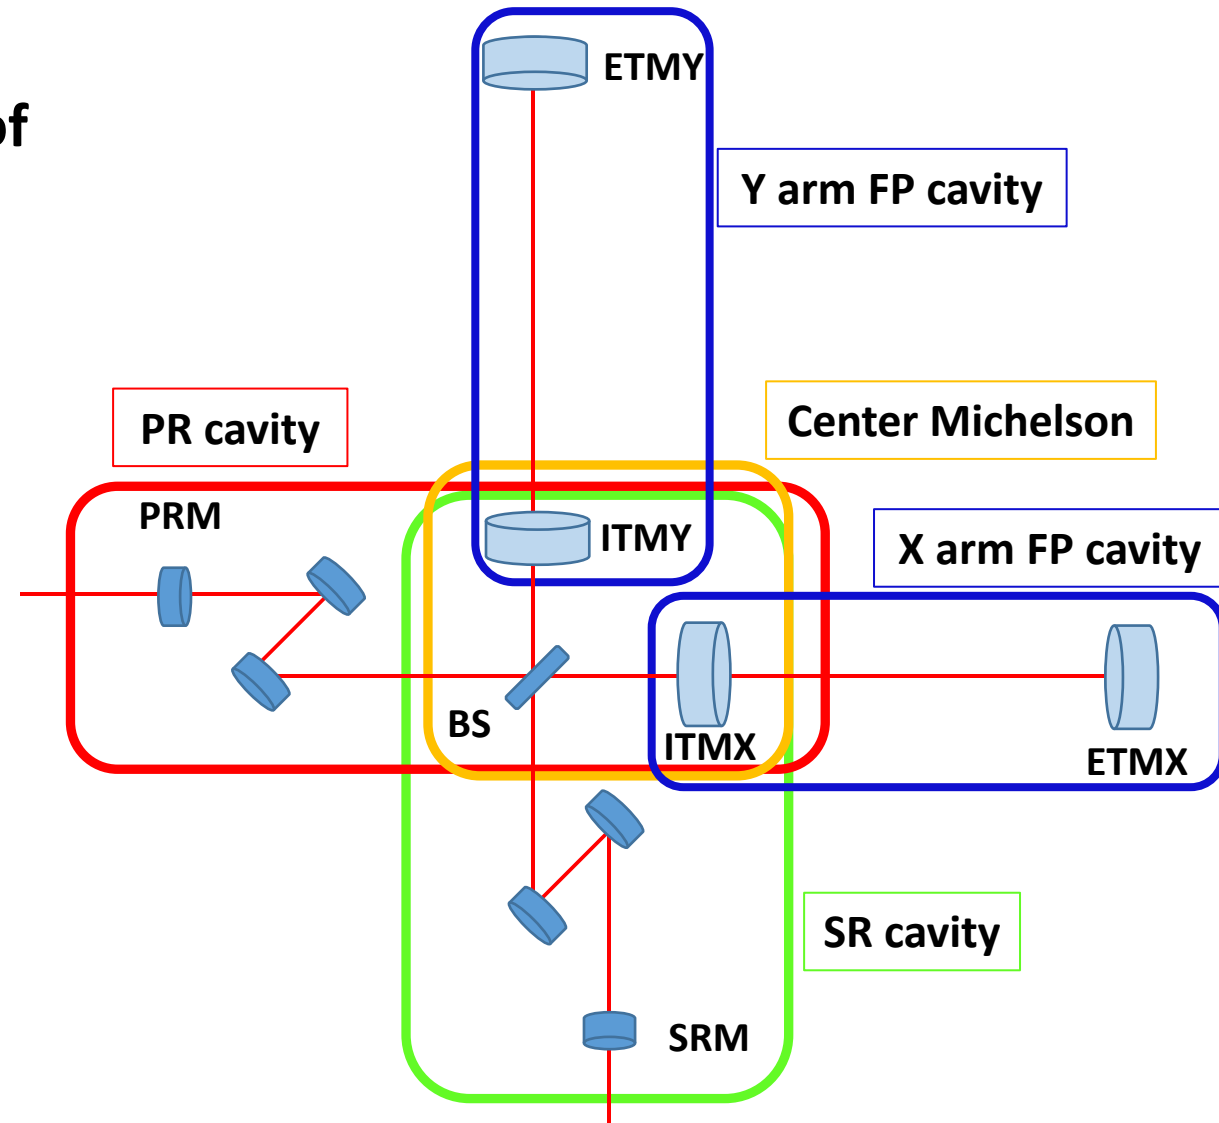 ETMY
of
Y arm FP cavity
PR cavity
Center Michelson
PRM
ITMY
X arm FP cavity
BS
ITMX
ETMX
SR cavity
SRM